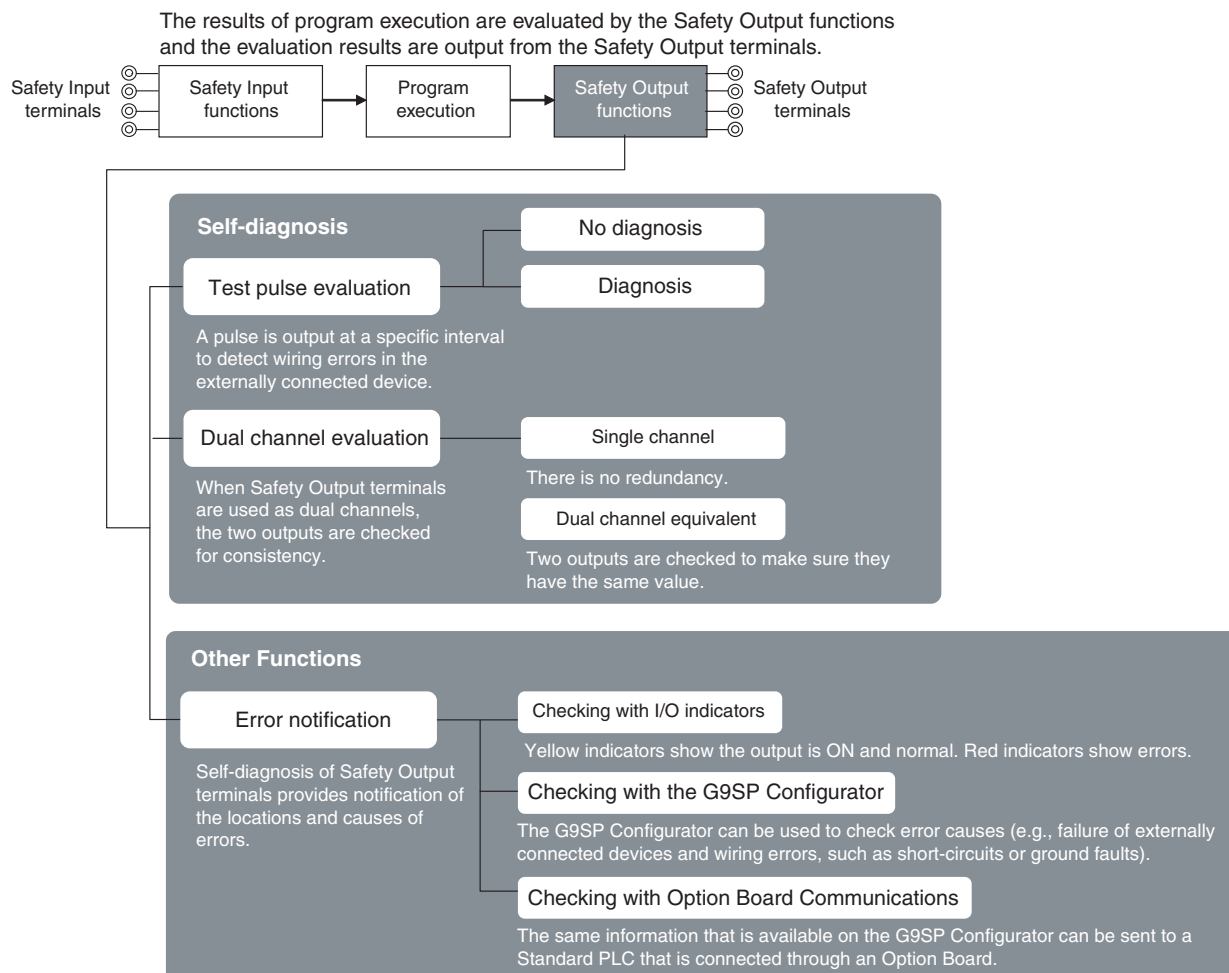 The results of program execution are evaluated by the Safety Output functions
and the evaluation results are output from the Safety Output terminals.
Safety Input
terminals
Safety Input
functions
Program
execution
Safety Output
functions
Safety Output
terminals
Self-diagnosis
No diagnosis
Test pulse evaluation
Diagnosis
A pulse is output at a specific interval
to detect wiring errors in the
externally connected device.
Dual channel evaluation
Single channel
There is no redundancy.
When Safety Output terminals
are used as dual channels,
the two outputs are checked
for consistency.
Dual channel equivalent
Two outputs are checked to make sure they
have the same value.
Other Functions
Error notification
Checking with I/O indicators
Yellow indicators show the output is ON and normal. Red indicators show errors.
Self-diagnosis of Safety Output
terminals provides notification of
the locations and causes of
errors.
Checking with the G9SP Configurator
The G9SP Configurator can be used to check error causes (e.g., failure of externally
connected devices and wiring errors, such as short-circuits or ground faults).
Checking with Option Board Communications
The same information that is available on the G9SP Configurator can be sent to a
Standard PLC that is connected through an Option Board.